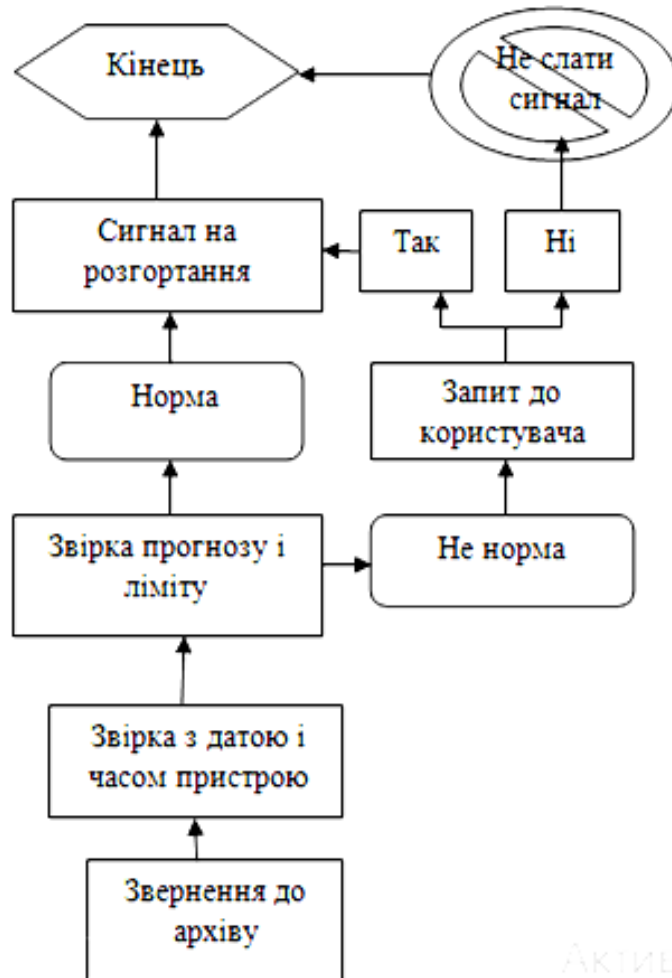 Кінець
Не слати
сигнал
Сигнал на
розгортання
Так
Ні
Норма
Запит до
користувача
Звірка прогнозу і
ліміту
Не норма
Звірка з датою і
часом пристрою
Звернення до
архіву
Актив